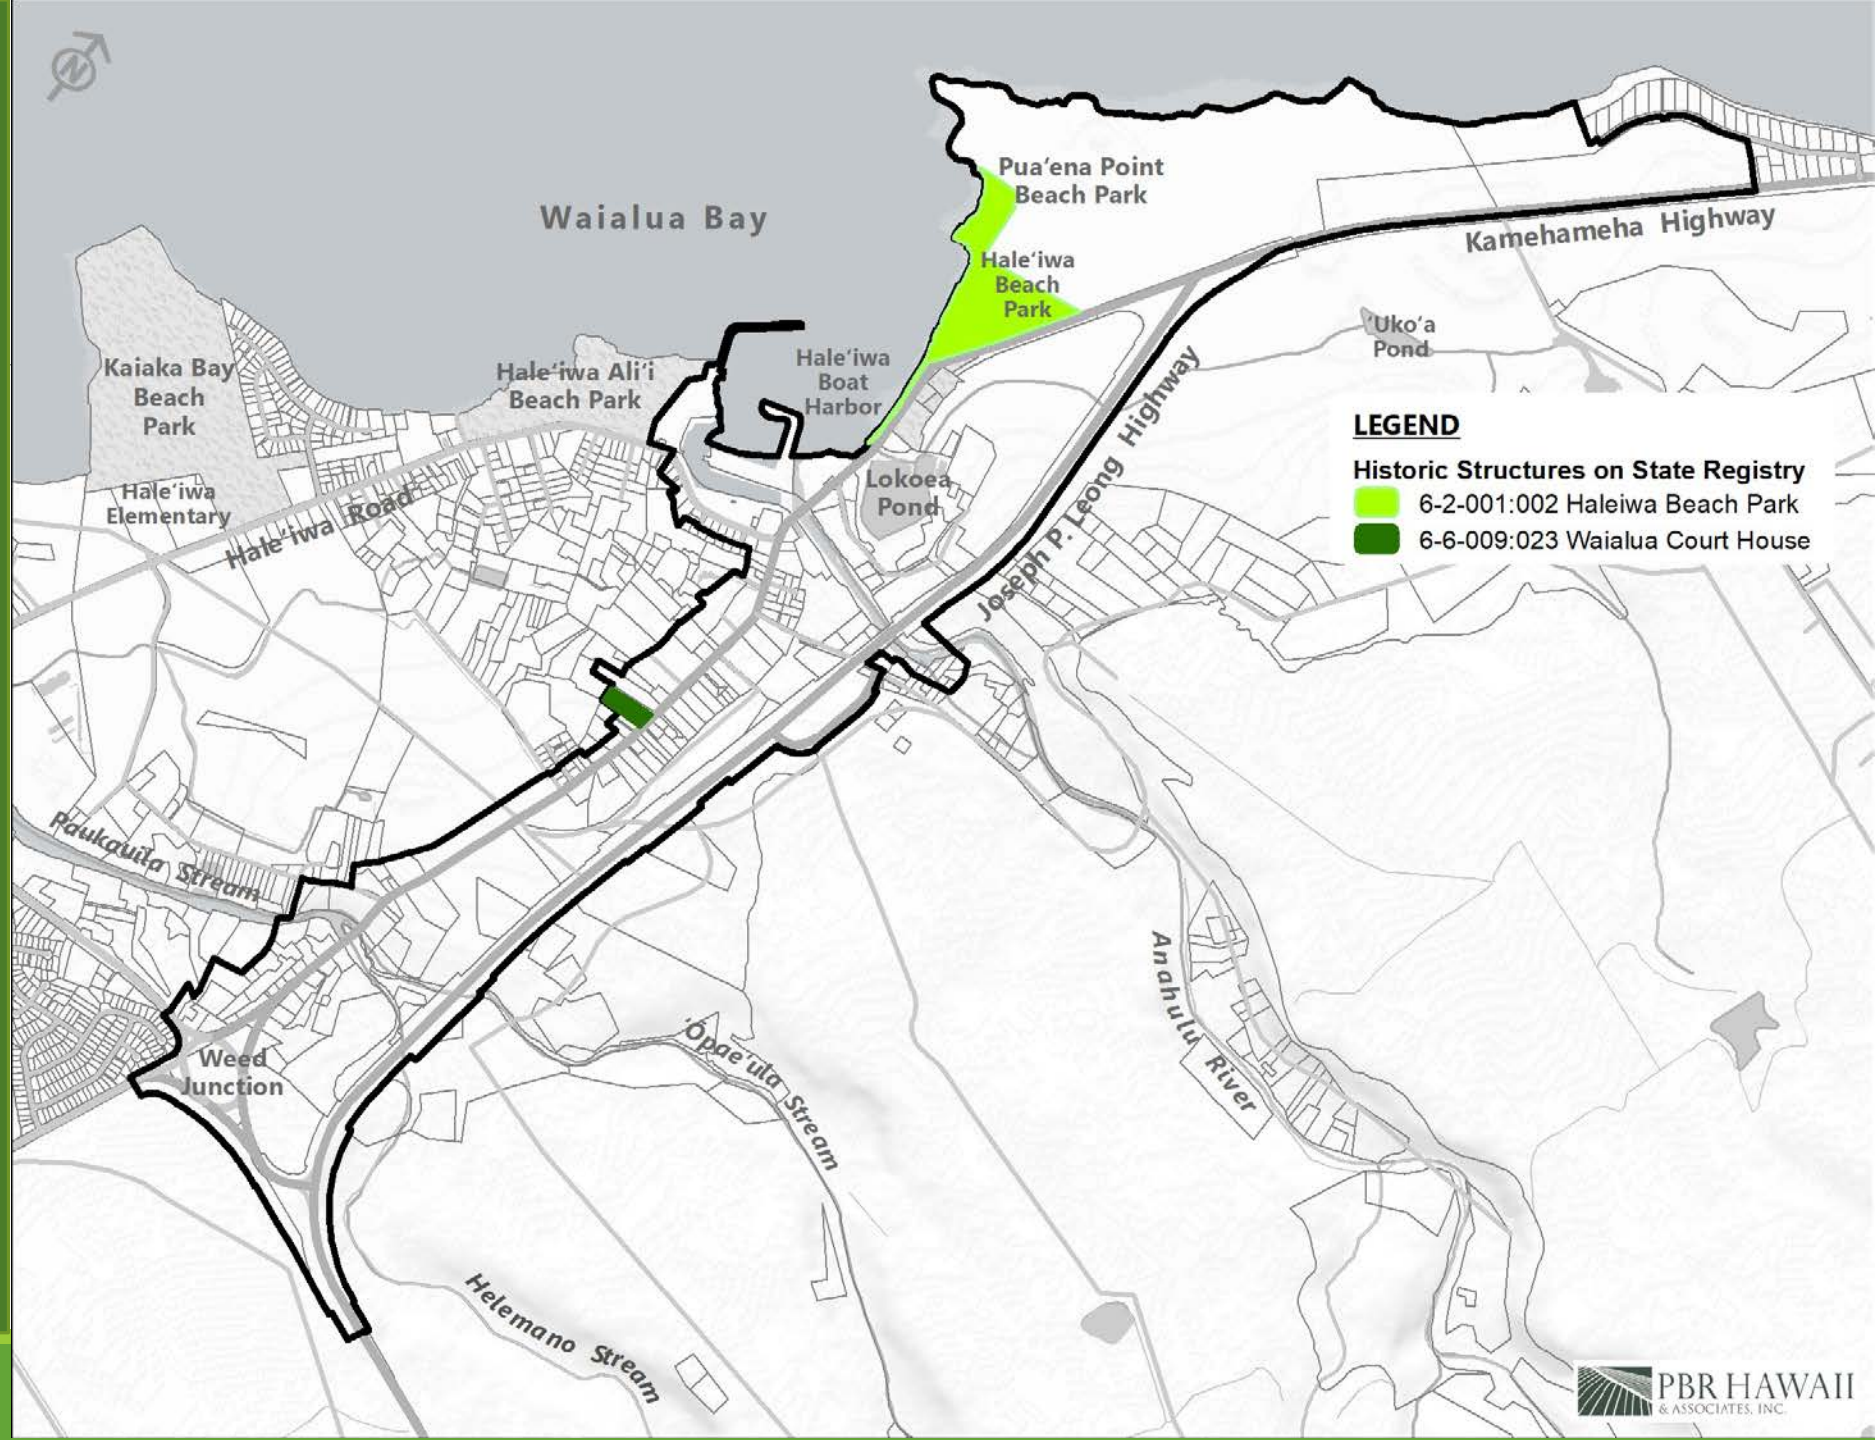 N
Pua‘ena Point
Beach Park
Waialua Bay
Kamehameha Highway
Hale‘iwa
Beach
Park
‘Uko‘a
Pond
Kaiaka Bay
Beach
Park
Hale‘iwa Ali‘i
Beach Park
Hale‘iwa
Boat
Harbor
Joseph P. Leong Highway
LEGEND
Historic Structures on State Registry
6-2-001:002 Haleiwa Beach Park
6-6-009:023 Waialua Court House
Lokoea
Pond
Hale‘iwa
Elementary
Hale‘iwa Road
Paukauila Stream
Weed
Junction
‘Ōpae‘ula Stream
Anahulu River
Helemano Stream
PBR HAWAII
& ASSOCIATES, INC.